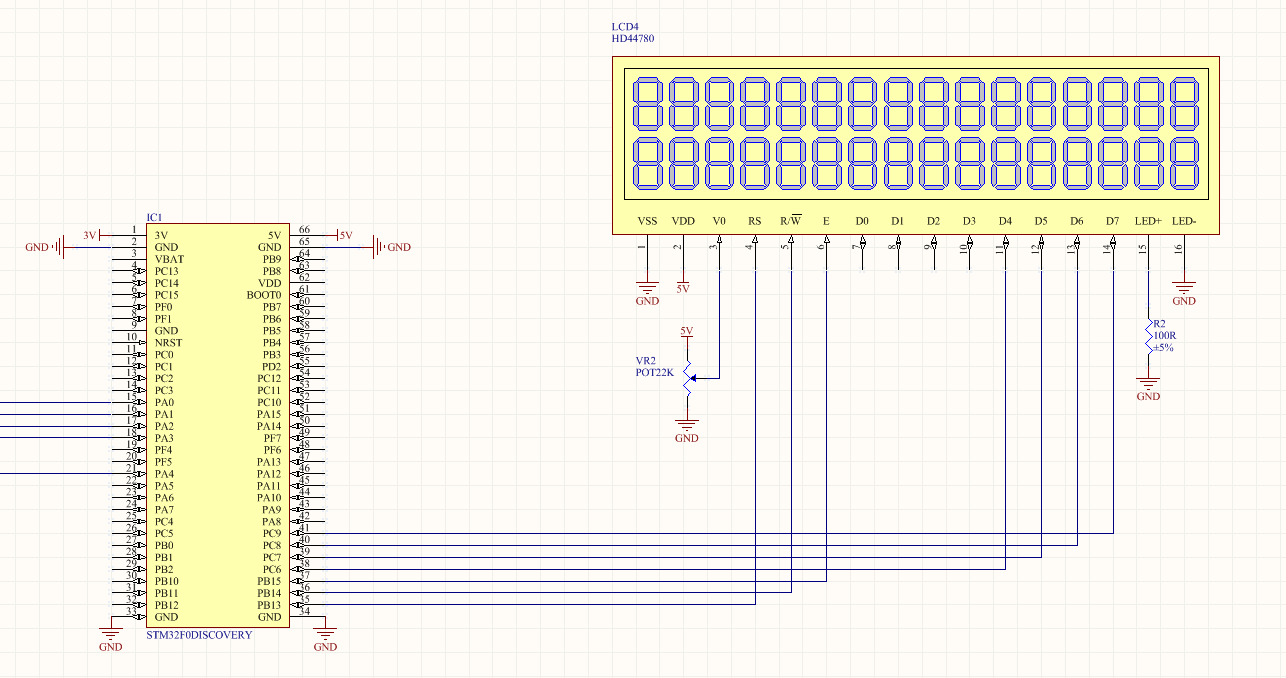 LCD4
HD44780
VSS VDD V0 RS R/W E D0 D1 D2 D3 D4 D5 D6 D7 LED+ LED-
1 2 3 4 5 6 7 8 9 10 11 12 13 14 15 16
GND 5V GND
5V
VR2
POT22K
GND
R2
100R
±5%
GND
IC1
3V 1 3V 5V 66 5V
GND 2 GND GND 65 GND
3 VBAT PB9 64
4 PC13 PB8 63
5 PC14 VDD 62
6 PC15 BOOT0 61
7 PF0 PB7 60
8 PF1 PB6 59
9 GND PB5 58
10 NRST PB4 57
11 PC0 PB3 56
12 PC1 PD2 55
13 PC2 PC12 54
14 PC3 PC11 53
15 PA0 PC10 52
16 PA1 PA15 51
17 PA2 PA14 50
18 PA3 PF7 49
19 PF4 PF6 48
20 PF5 PA13 47
21 PA4 PA12 46
22 PA5 PA11 45
23 PA6 PA10 44
24 PA7 PA9 43
25 PC4 PA8 42
26 PC5 PC9 41
27 PB0 PC8 40
28 PB1 PC7 39
29 PB2 PC6 38
30 PB10 PB15 37
31 PB11 PB14 36
32 PB12 PB13 35
33 GND GND 34
STM32F0DISCOVERY
GND GND